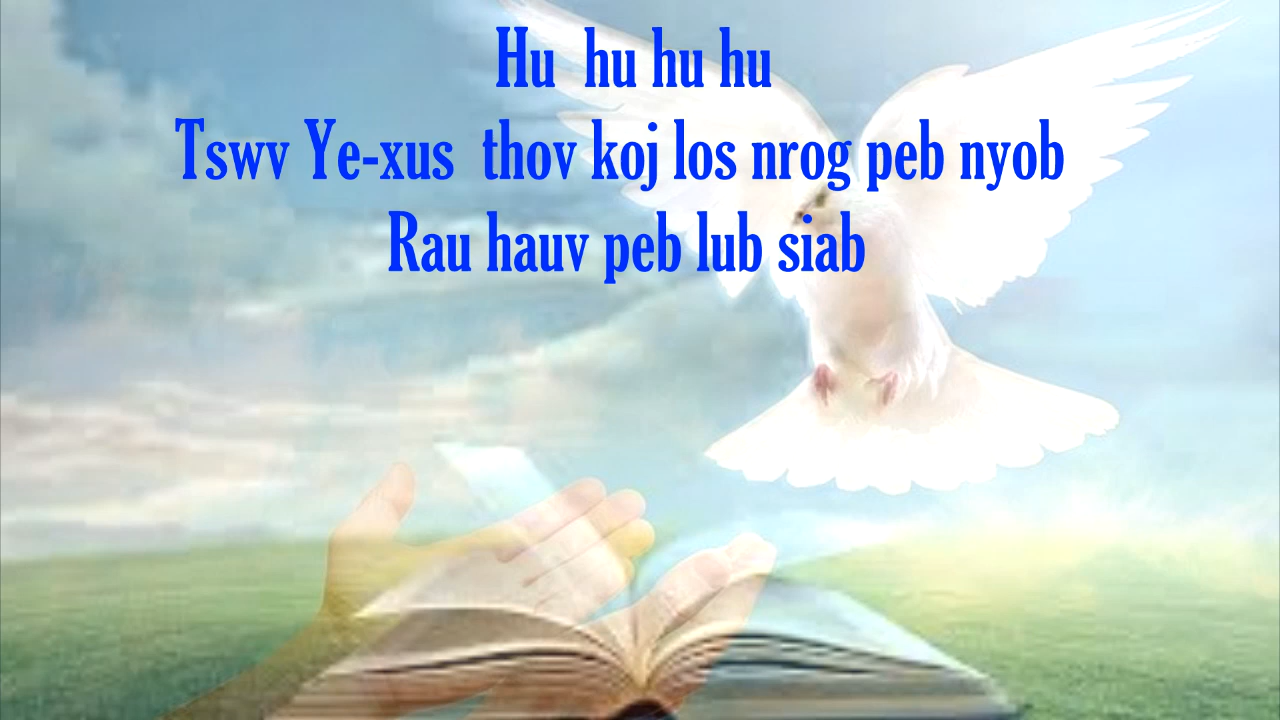 Hu hu hu hu
Tswv Ye-xus thov koj los nrog peb nyob
Rau hauv peb lub siab